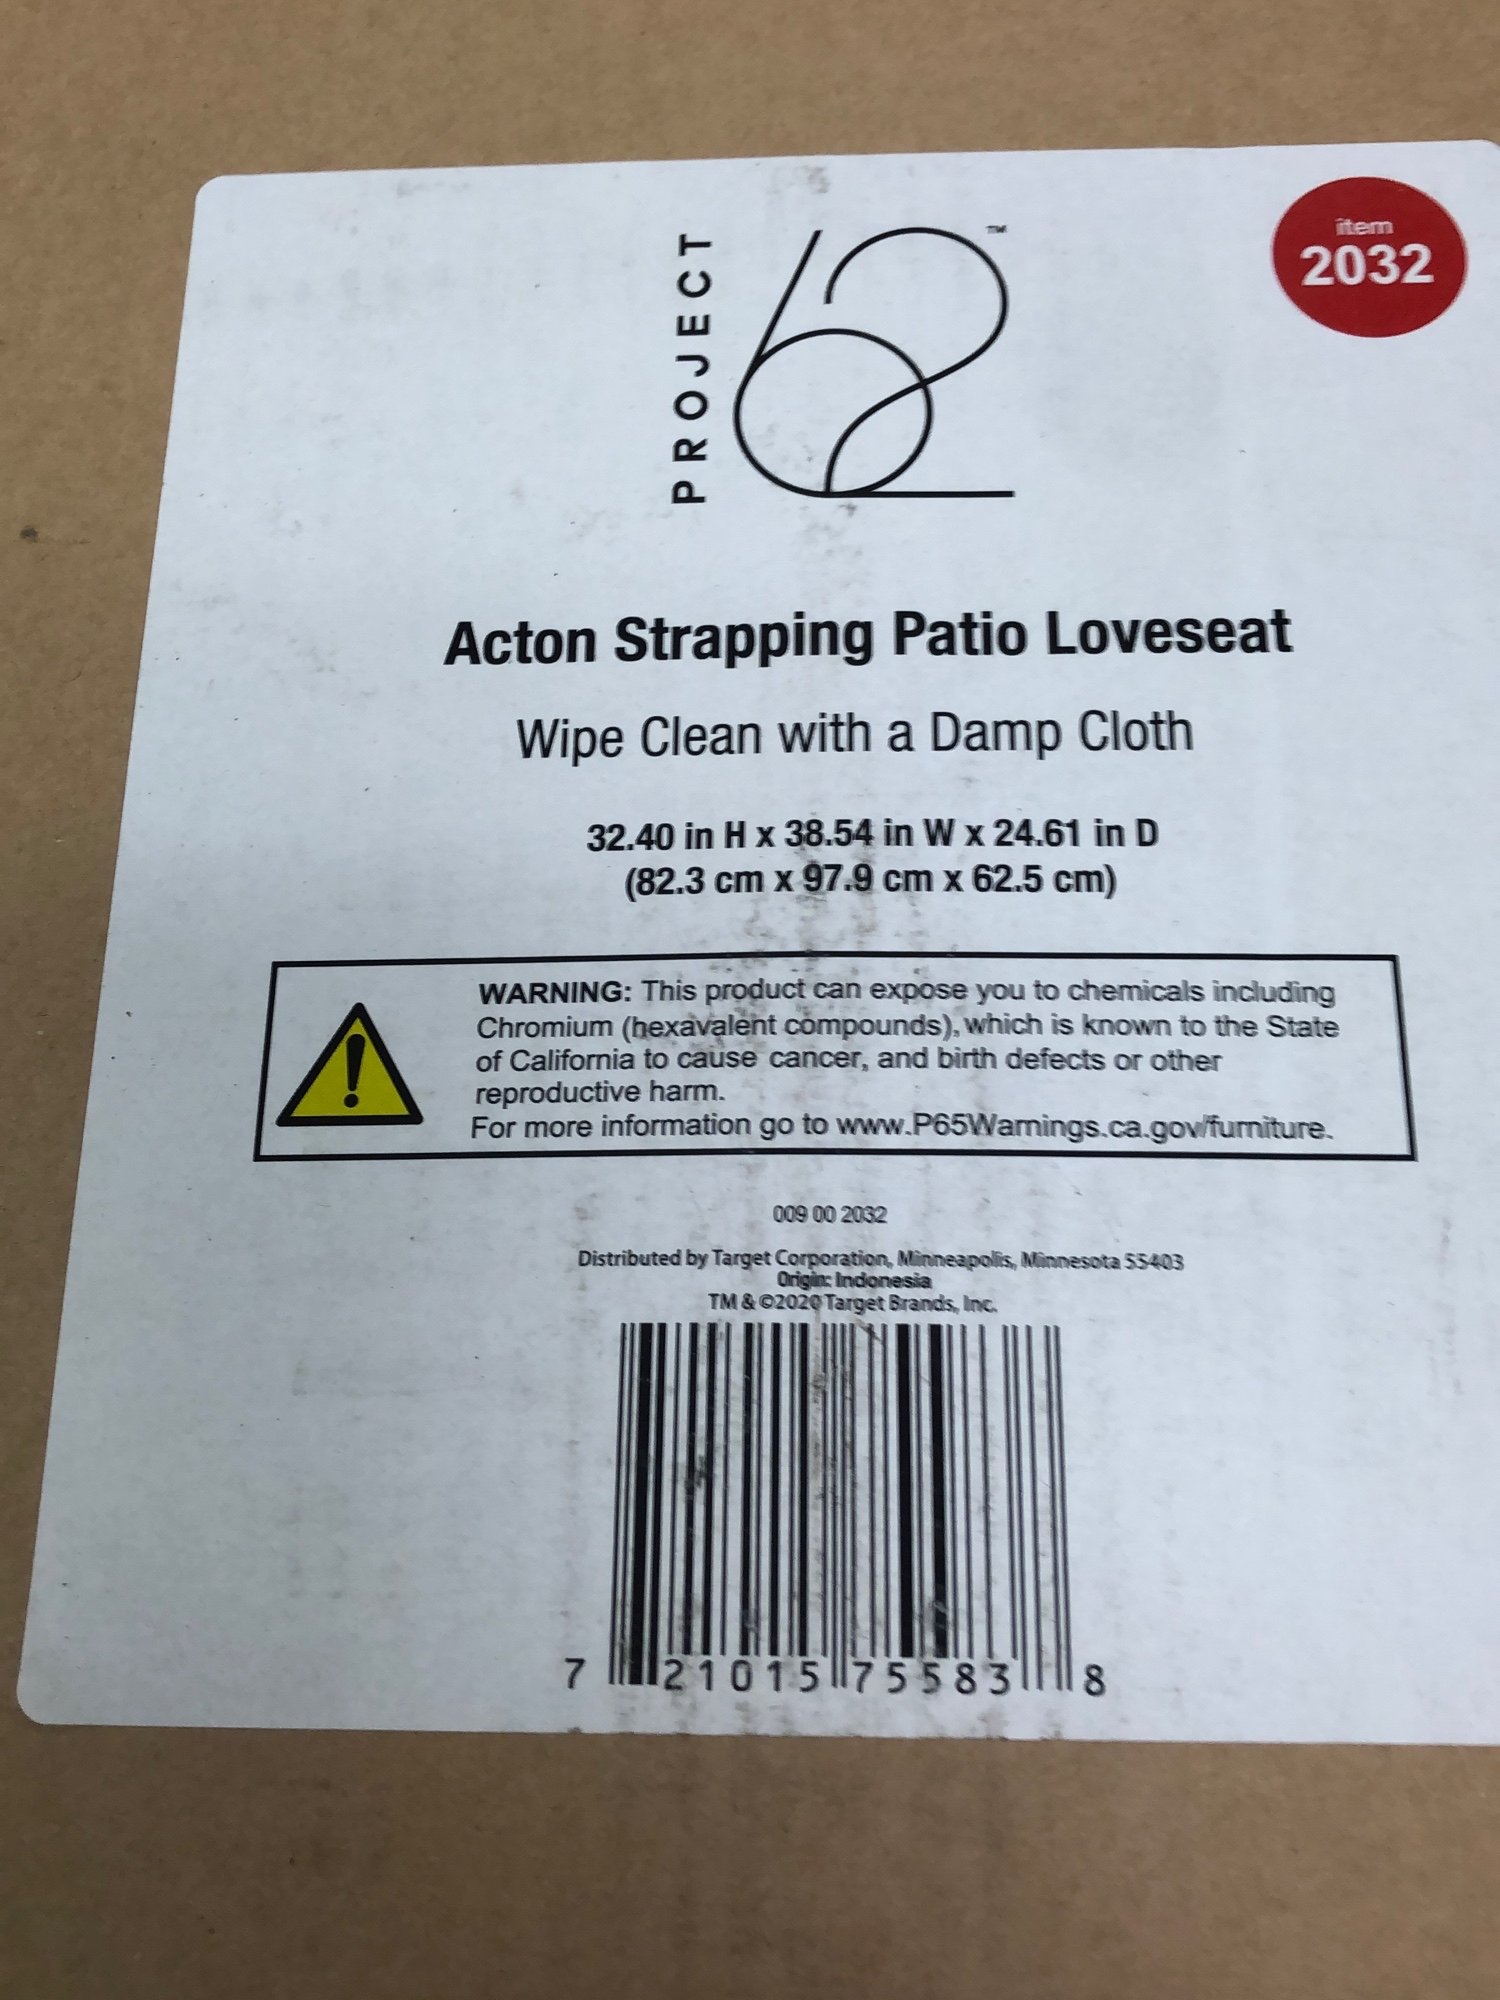 PROJECT
62
TM
item
2032
Acton Strapping Patio Loveseat
Wipe Clean with a Damp Cloth
32.40 in H x 38.54 in W x 24.61 in D
(82.3 cm x 97.9 cm x 62.5 cm)
WARNING: This product can expose you to chemicals including
Chromium (hexavalent compounds), which is known to the State
of California to cause cancer, and birth defects or other
reproductive harm.
For more information go to www.P65Warnings.ca.gov/furniture.
009 00 2032
Distributed by Target Corporation, Minneapolis, Minnesota 55403
Origin: Indonesia
TM & ©2020 Target Brands, Inc.
7 21015 75583 8